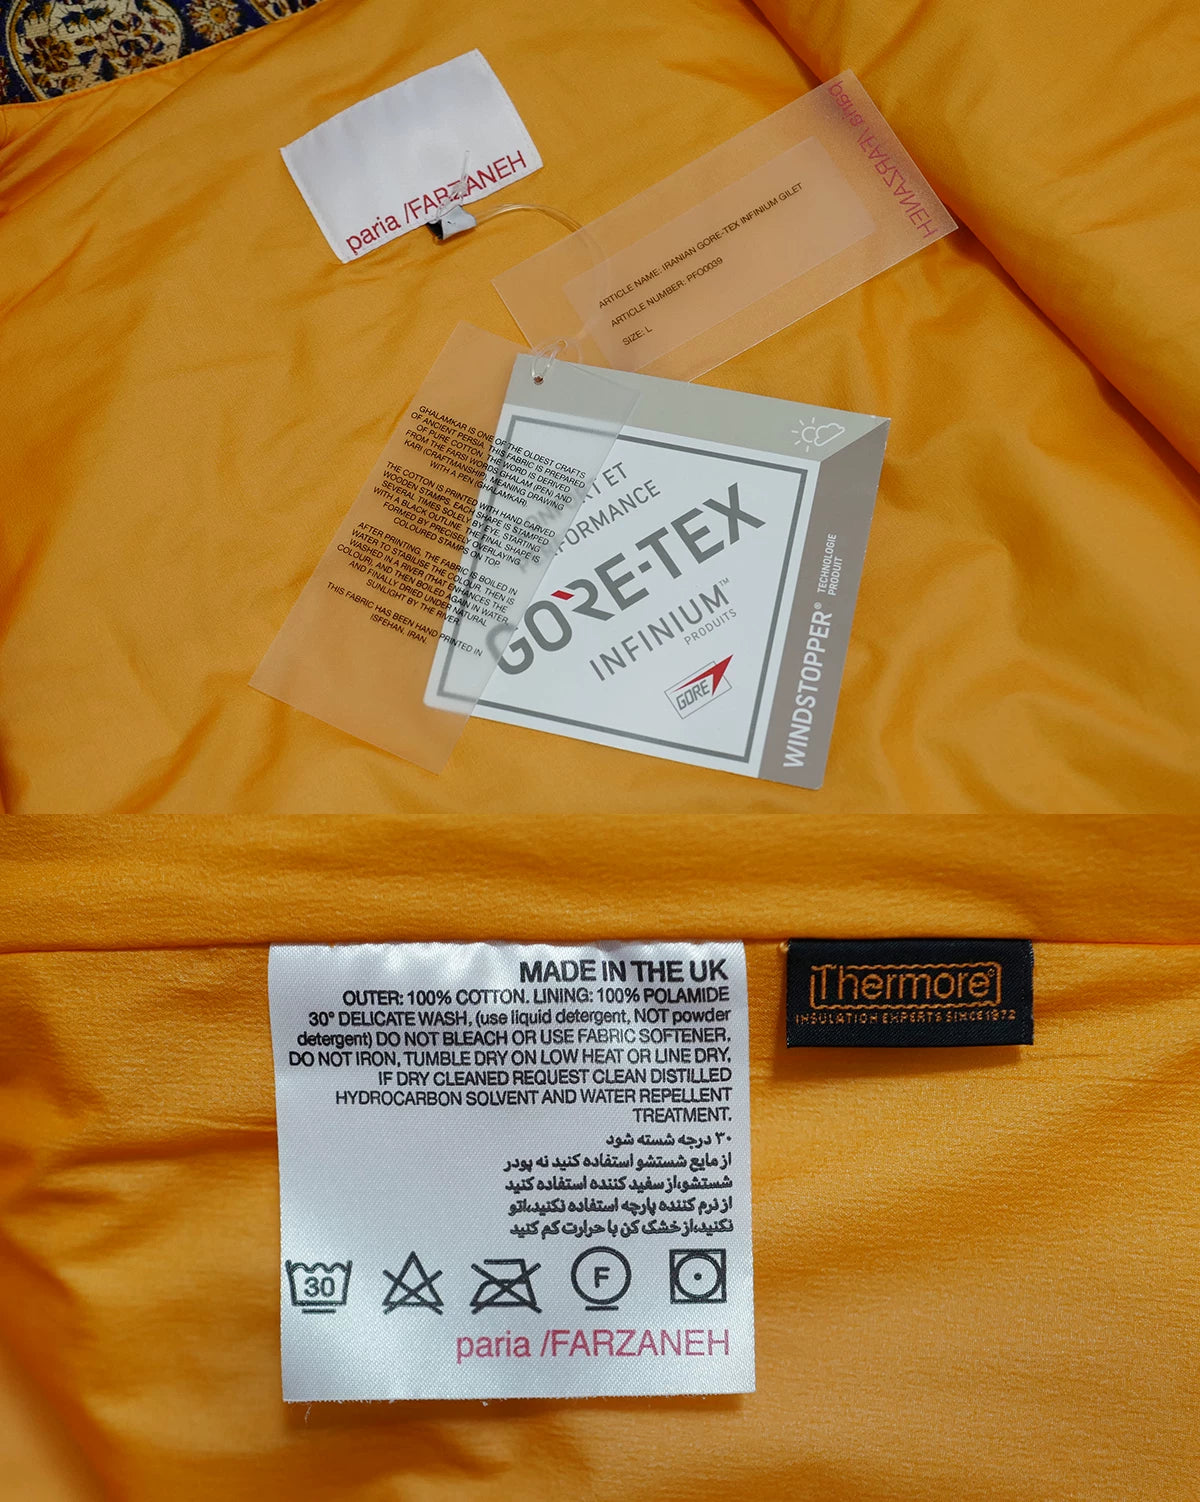 paria /FARZANEH
paria /FARZANEH
ARTICLE NAME: IRANIAN GORE-TEX INFINIUM GILET
ARTICLE NUMBER: PFO0039
SIZE: L
GHALAMKAR IS ONE OF THE OLDEST CRAFTS
OF ANCIENT PERSIA. THIS FABRIC IS PREPARED
OF PURE COTTON. THE WORD IS DERIVED
FROM THE FARSI WORDS GHALAM (PEN) AND
KARI (CRAFTMANSHIP), MEANING DRAWING
WITH A PEN (GHALAMKAR).
THE COTTON IS PRINTED WITH HAND CARVED
WOODEN STAMPS. EACH SHAPE IS STAMPED
SEVERAL TIMES SOLELY BY EYE, STARTING
WITH A BLACK OUTLINE. THE FINAL SHAPE IS
FORMED BY PRECISELY OVERLAYING
COLOURED STAMPS ON TOP.
AFTER PRINTING, THE FABRIC IS BOILED IN
WATER TO STABILISE THE COLOUR, THEN IS
WASHED IN A RIVER (THAT ENHANCES THE
COLOUR), AND THEN BOILED AGAIN IN WATER
AND FINALLY DRIED UNDER NATURAL
SUNLIGHT BY THE RIVER.
THIS FABRIC HAS BEEN HAND PRINTED IN
ISFEHAN, IRAN.
ET
FORMANCE
GORE-TEX
INFINIUM™
PRODUITS
GORE
WINDSTOPPER®
TECHNOLOGIE
PRODUIT
MADE IN THE UK
OUTER: 100% COTTON. LINING: 100% POLAMIDE
30° DELICATE WASH, (use liquid detergent, NOT powder
detergent) DO NOT BLEACH OR USE FABRIC SOFTENER,
DO NOT IRON, TUMBLE DRY ON LOW HEAT OR LINE DRY,
IF DRY CLEANED REQUEST CLEAN DISTILLED
HYDROCARBON SOLVENT AND WATER REPELLENT
TREATMENT.
۳۰ درجه شسته شود
از مایع شستشو استفاده کنید نه پودر
شستشو،از سفید کننده استفاده کنید
از نرم کننده پارچه استفاده نکنید،اتو
نکنید،از خشک کن با حرارت کم کنید
30
F
paria /FARZANEH
Thermore®
INSULATION EXPERTS SINCE 1972